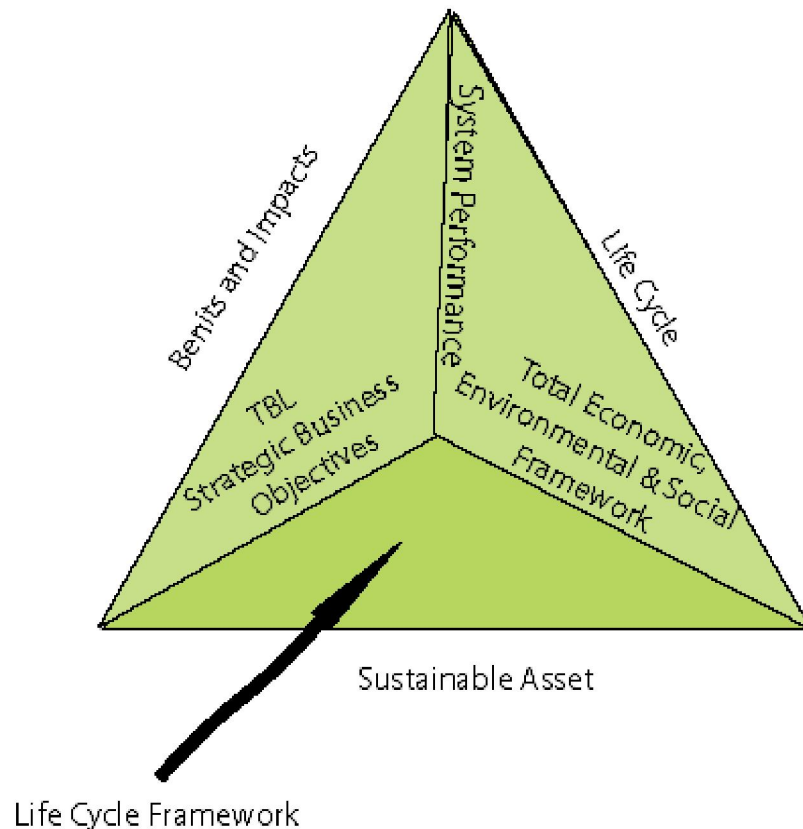 System Performance
Benits and Impacts
Life Cycle
TBL
Strategic Business
Objectives
Total Economic,
Environmental & Social
Framework
Sustainable Asset
Life Cycle Framework